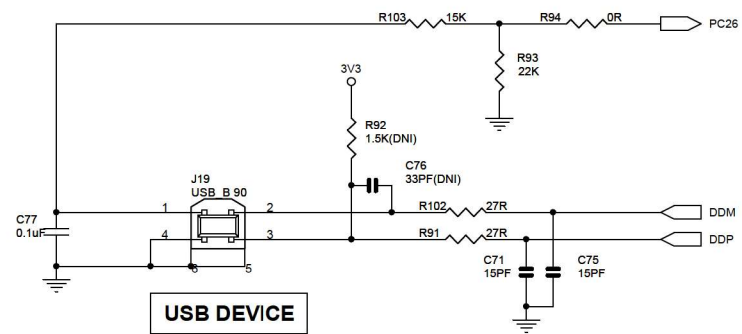 R103 15K R94 0R PC26
R93
22K
3V3
R92
1.5K(DNI)
J19
USB_B 90
C76
33PF(DNI)
C77
0.1uF
1 2 R102 27R DDM
4 3 R91 27R DDP
C71
15PF
C75
15PF
6 5
USB DEVICE